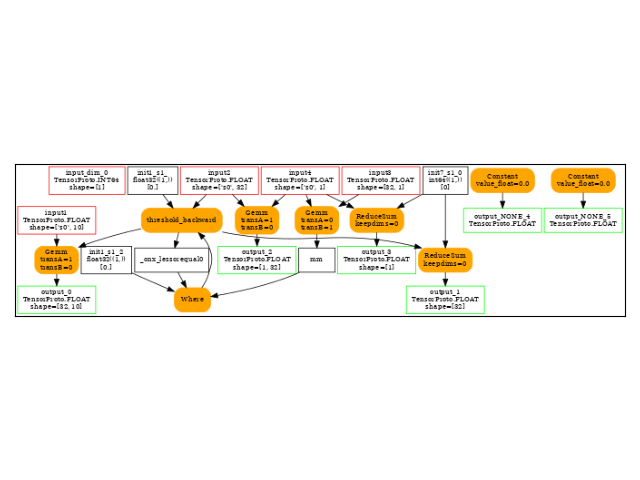 input_dim_0
TensorProto.INT64
shape=[1]
init1_s1_
float32((1,))
[0.]
input2
TensorProto.FLOAT
shape=['s0', 32]
input4
TensorProto.FLOAT
shape=['s0', 1]
input3
TensorProto.FLOAT
shape=[32, 1]
init7_s1_0
int64((1,))
[0]
Constant
value_float=0.0
Constant
value_float=0.0
input1
TensorProto.FLOAT
shape=['s0', 10]
threshold_backward
Gemm
transA=1
transB=0
Gemm
transA=0
transB=1
ReduceSum
keepdims=0
output_NONE_4
TensorProto.FLOAT
output_NONE_5
TensorProto.FLOAT
Gemm
transA=1
transB=0
init1_s1_2
float32((1,))
[0.]
_onx_lessorequal0
output_2
TensorProto.FLOAT
shape=[1, 32]
mm
output_3
TensorProto.FLOAT
shape=[1]
ReduceSum
keepdims=0
output_0
TensorProto.FLOAT
shape=[32, 10]
Where
output_1
TensorProto.FLOAT
shape=[32]